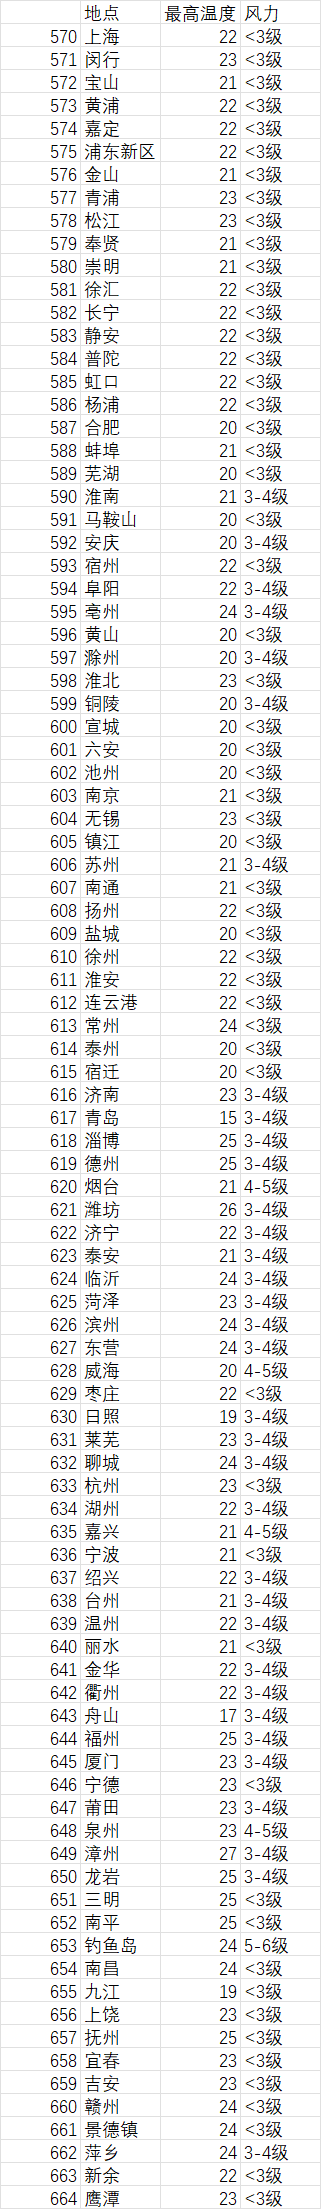 地点 最高温度 风力
570 上海 22 <3级
571 闵行 23 <3级
572 宝山 21 <3级
573 黄浦 22 <3级
574 嘉定 22 <3级
575 浦东新区 22 <3级
576 金山 21 <3级
577 青浦 23 <3级
578 松江 23 <3级
579 奉贤 21 <3级
580 崇明 21 <3级
581 徐汇 22 <3级
582 长宁 22 <3级
583 静安 22 <3级
584 普陀 22 <3级
585 虹口 22 <3级
586 杨浦 22 <3级
587 合肥 20 <3级
588 蚌埠 21 <3级
589 芜湖 20 <3级
590 淮南 21 3-4级
591 马鞍山 20 <3级
592 安庆 20 3-4级
593 宿州 22 <3级
594 阜阳 22 3-4级
595 亳州 24 3-4级
596 黄山 20 <3级
597 滁州 20 3-4级
598 淮北 23 <3级
599 铜陵 20 3-4级
600 宣城 20 <3级
601 六安 20 <3级
602 池州 20 <3级
603 南京 21 <3级
604 无锡 23 <3级
605 镇江 20 <3级
606 苏州 21 3-4级
607 南通 21 <3级
608 扬州 22 <3级
609 盐城 20 <3级
610 徐州 22 <3级
611 淮安 22 <3级
612 连云港 22 <3级
613 常州 24 <3级
614 泰州 20 <3级
615 宿迁 20 <3级
616 济南 23 3-4级
617 青岛 15 3-4级
618 淄博 25 3-4级
619 德州 25 3-4级
620 烟台 21 4-5级
621 潍坊 26 3-4级
622 济宁 22 3-4级
623 泰安 21 3-4级
624 临沂 24 3-4级
625 菏泽 23 3-4级
626 滨州 24 3-4级
627 东营 24 3-4级
628 威海 20 4-5级
629 枣庄 22 <3级
630 日照 19 3-4级
631 莱芜 23 3-4级
632 聊城 24 3-4级
633 杭州 23 <3级
634 湖州 22 3-4级
635 嘉兴 21 4-5级
636 宁波 21 <3级
637 绍兴 22 3-4级
638 台州 21 3-4级
639 温州 22 3-4级
640 丽水 21 <3级
641 金华 22 3-4级
642 衢州 22 3-4级
643 舟山 17 3-4级
644 福州 25 3-4级
645 厦门 23 3-4级
646 宁德 23 <3级
647 莆田 23 3-4级
648 泉州 23 4-5级
649 漳州 27 3-4级
650 龙岩 25 3-4级
651 三明 25 <3级
652 南平 25 <3级
653 钓鱼岛 24 5-6级
654 南昌 24 <3级
655 九江 19 <3级
656 上饶 23 <3级
657 抚州 25 <3级
658 宜春 23 <3级
659 吉安 23 <3级
660 赣州 24 <3级
661 景德镇 24 <3级
662 萍乡 24 3-4级
663 新余 22 <3级
664 鹰潭 23 <3级